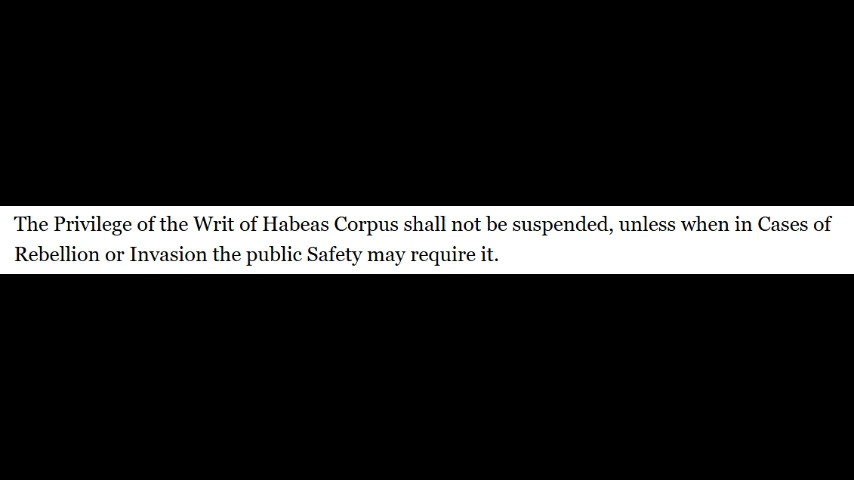 The Privilege of the Writ of Habeas Corpus shall not be suspended, unless when in Cases of
Rebellion or Invasion the public Safety may require it.